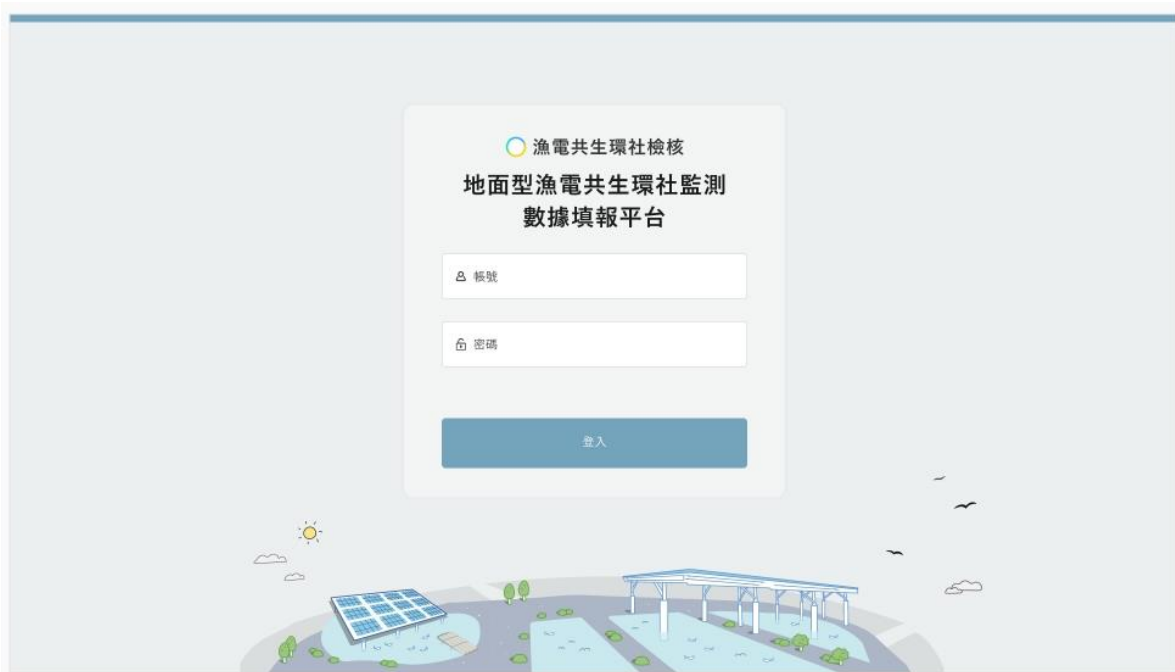 漁電共生環社檢核
地面型漁電共生環社監測
數據填報平台
帳號
密碼
登入